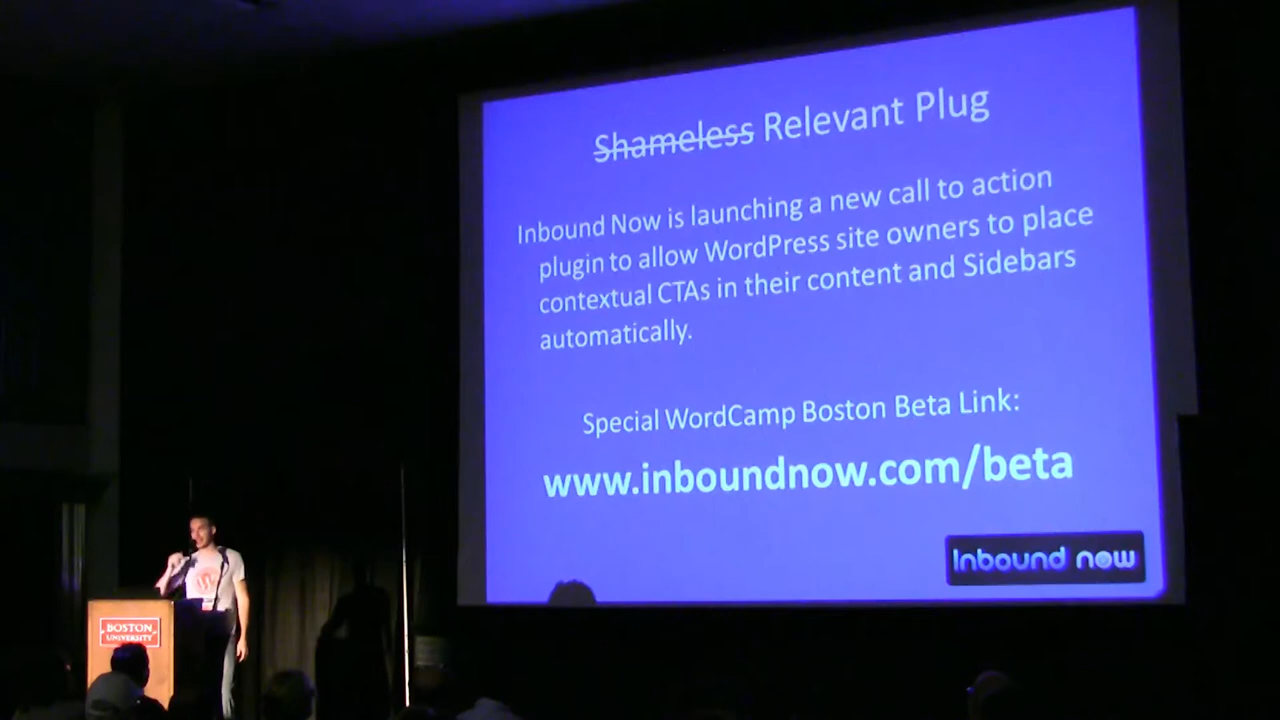 Shameless Relevant Plug
Inbound Now is launching a new call to action
plugin to allow WordPress site owners to place
contextual CTAs in their content and Sidebars
automatically.
Special WordCamp Boston Beta Link:
www.inboundnow.com/beta
Inbound now
BOSTON
UNIVERSITY